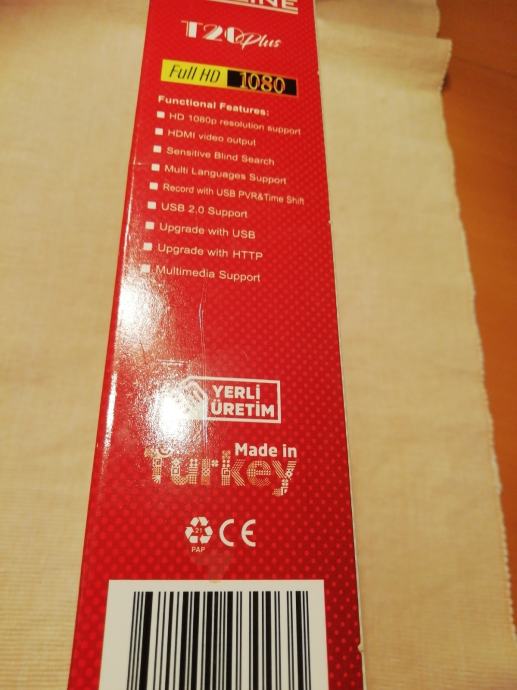 T20 Plus
Full HD 1080
Functional Features:
HD 1080p resolution support
HDMI video output
Sensitive Blind Search
Multi Languages Support
Record with USB PVR&Time Shift
USB 2,0 Support
Upgrade with USB
Upgrade with HTTP
Multimedia Support
YERLİ
ÜRETİM
Made in
Turkey
21
PAP
CE